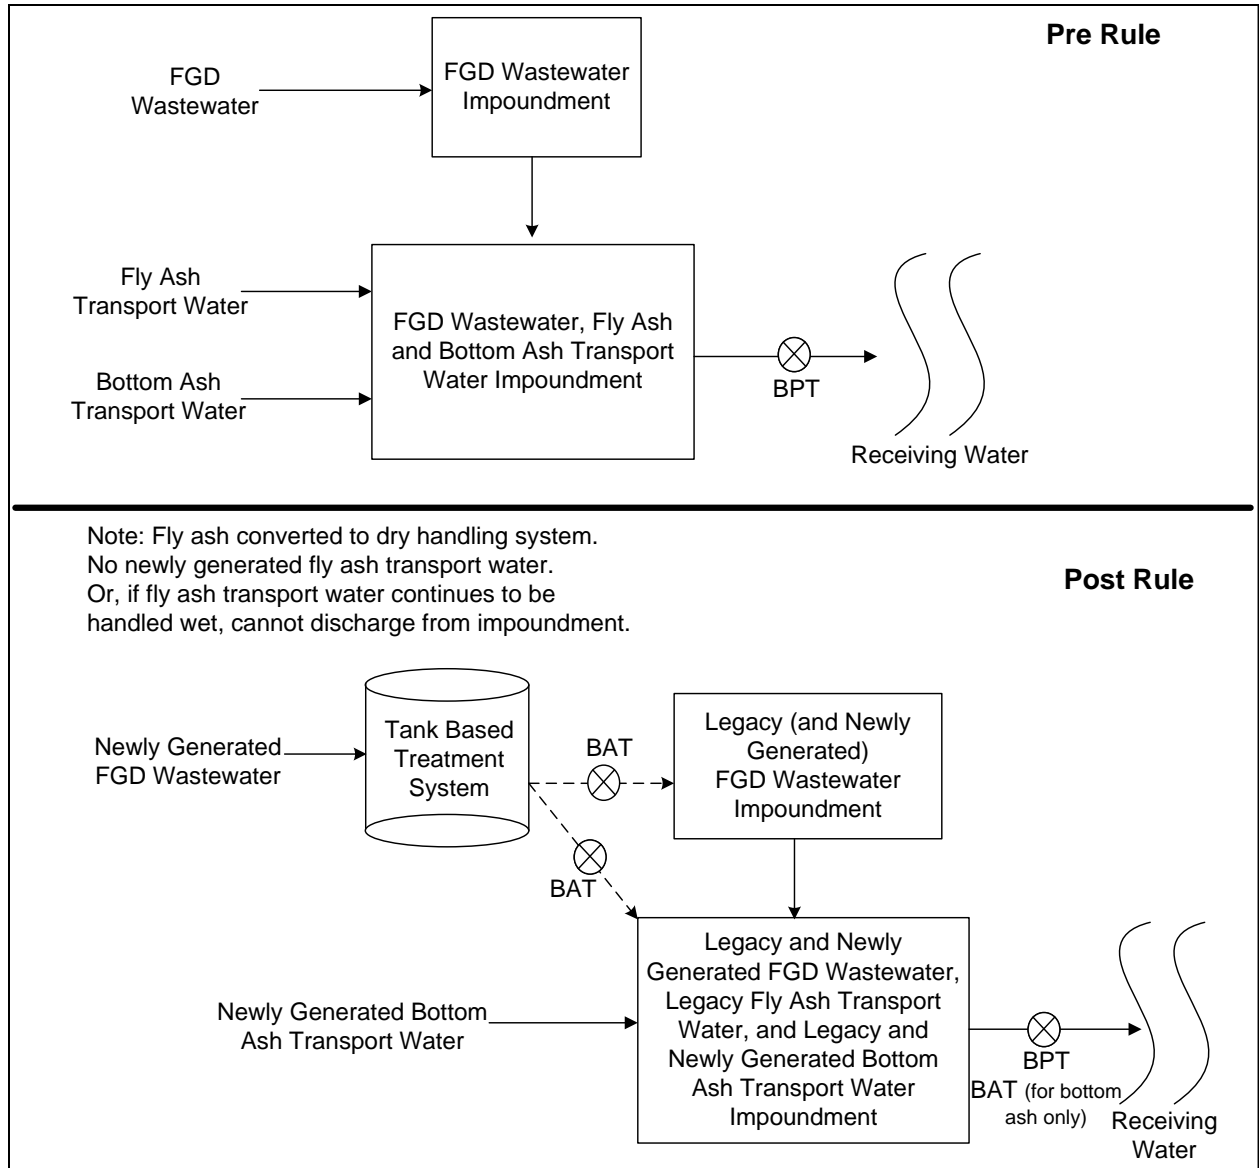 Pre Rule
FGD
Wastewater
FGD Wastewater
Impoundment
Fly Ash
Transport Water
Bottom Ash
Transport Water
FGD Wastewater, Fly Ash
and Bottom Ash Transport
Water Impoundment
BPT
Receiving Water
Note: Fly ash converted to dry handling system.
No newly generated fly ash transport water.
Or, if fly ash transport water continues to be
handled wet, cannot discharge from impoundment.
Post Rule
Newly Generated
FGD Wastewater
Tank Based
Treatment
System
BAT
BAT
Legacy (and Newly
Generated)
FGD Wastewater
Impoundment
Newly Generated Bottom
Ash Transport Water
Legacy and Newly
Generated FGD Wastewater,
Legacy Fly Ash Transport
Water, and Legacy and
Newly Generated Bottom
Ash Transport Water
Impoundment
BPT
BAT (for bottom
ash only)
Receiving
Water